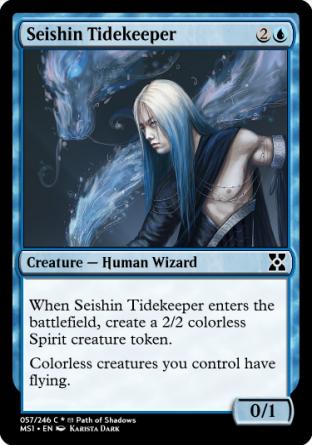 Seishin Tidekeeper 2
Creature — Human Wizard
When Seishin Tidekeeper enters the
battlefield, create a 2/2 colorless
Spirit creature token.
Colorless creatures you control have
flying.
0/1
057/246 C * Path of Shadows
MS1 • EN Karista Dark